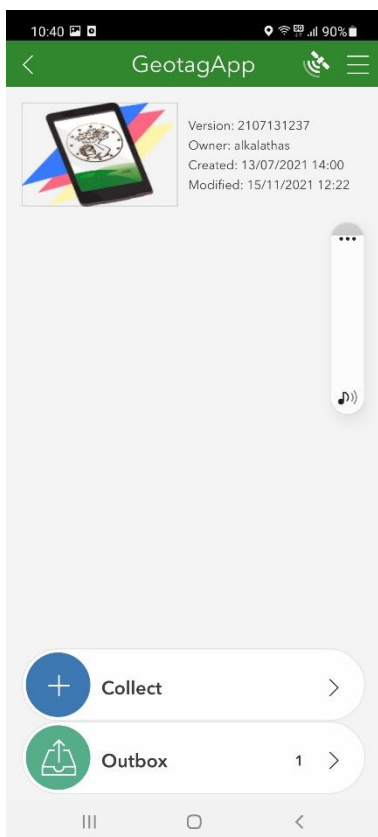 10:40 90%
GeotagApp
Version: 2107131237
Owner: alkalathas
Created: 13/07/2021 14:00
Modified: 15/11/2021 12:22
Collect
Outbox 1